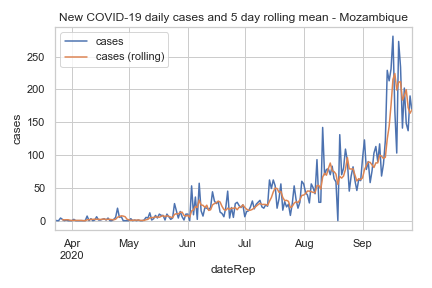 New COVID-19 daily cases and 5 day rolling mean - Mozambique
cases
cases (rolling)
250
200
150
100
50
0
cases
Apr
2020
May
Jun
Jul
Aug
Sep
dateRep